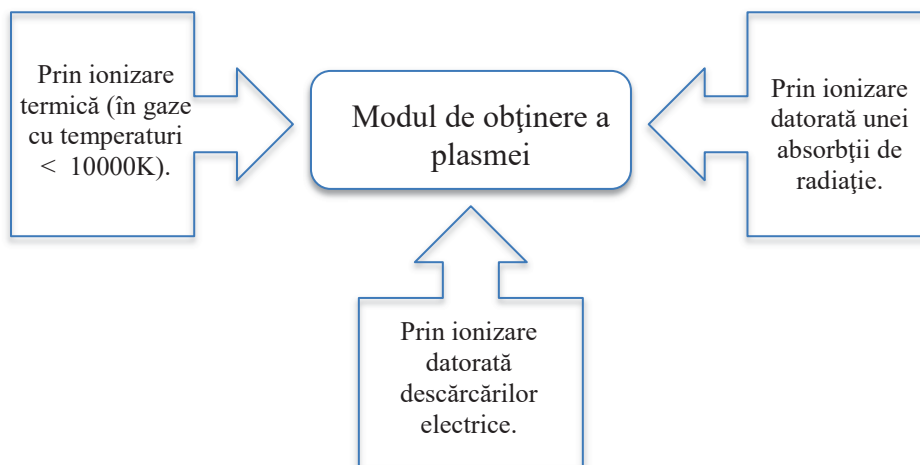 Prin ionizare
termică (în gaze
cu temperaturi
< 10000K).
Modul de obţinere a
plasmei
Prin ionizare
datorată unei
absorbţii de
radiație.
Prin ionizare
datorată
descărcărilor
electrice.